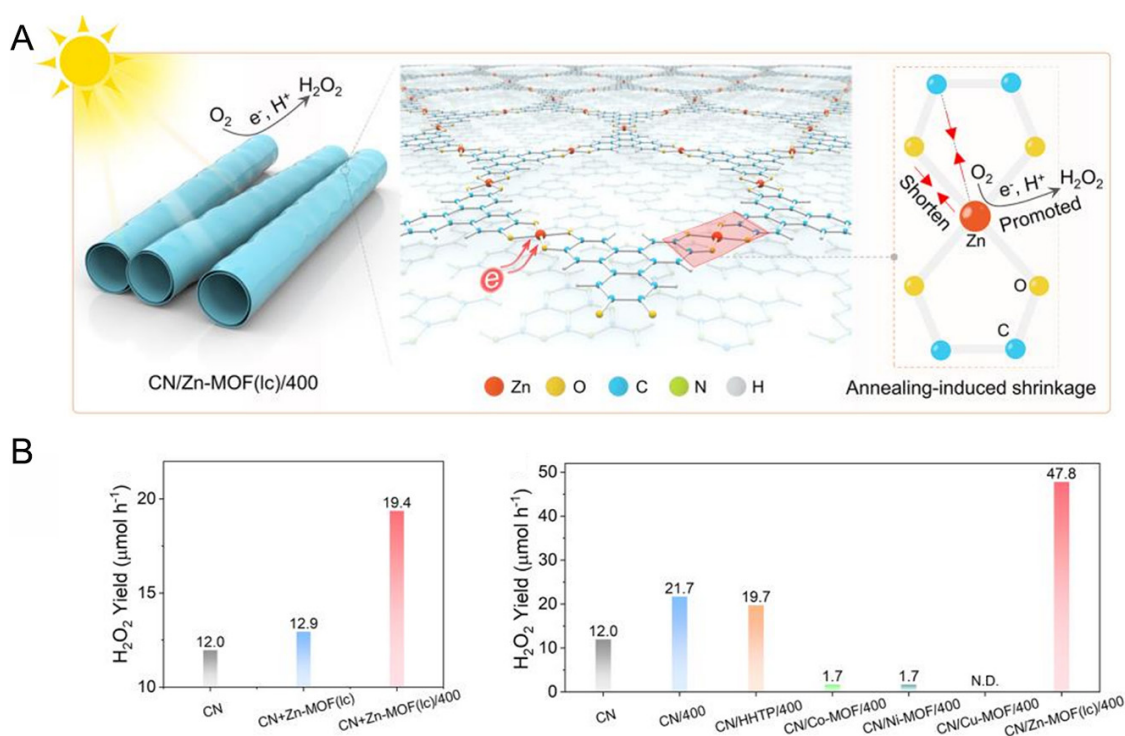 A
O₂ e⁻, H⁺ H₂O₂
CN/Zn-MOF(lc)/400
e
Zn O C N H
O₂ e⁻, H⁺ H₂O₂
Shorten
Promoted
Zn
O
C
Annealing-induced shrinkage
B
H₂O₂ Yield (μmol h⁻¹)
20
15
10
12.0
12.9
19.4
CN
CN+Zn-MOF(lc)
CN+Zn-MOF(lc)/400
H₂O₂ Yield (μmol h⁻¹)
50
40
30
20
10
0
12.0
21.7
19.7
1.7
1.7
N.D.
47.8
CN
CN/400
CN/HHTP/400
CN/Co-MOF/400
CN/Ni-MOF/400
CN/Cu-MOF/400
CN/Zn-MOF(lc)/400